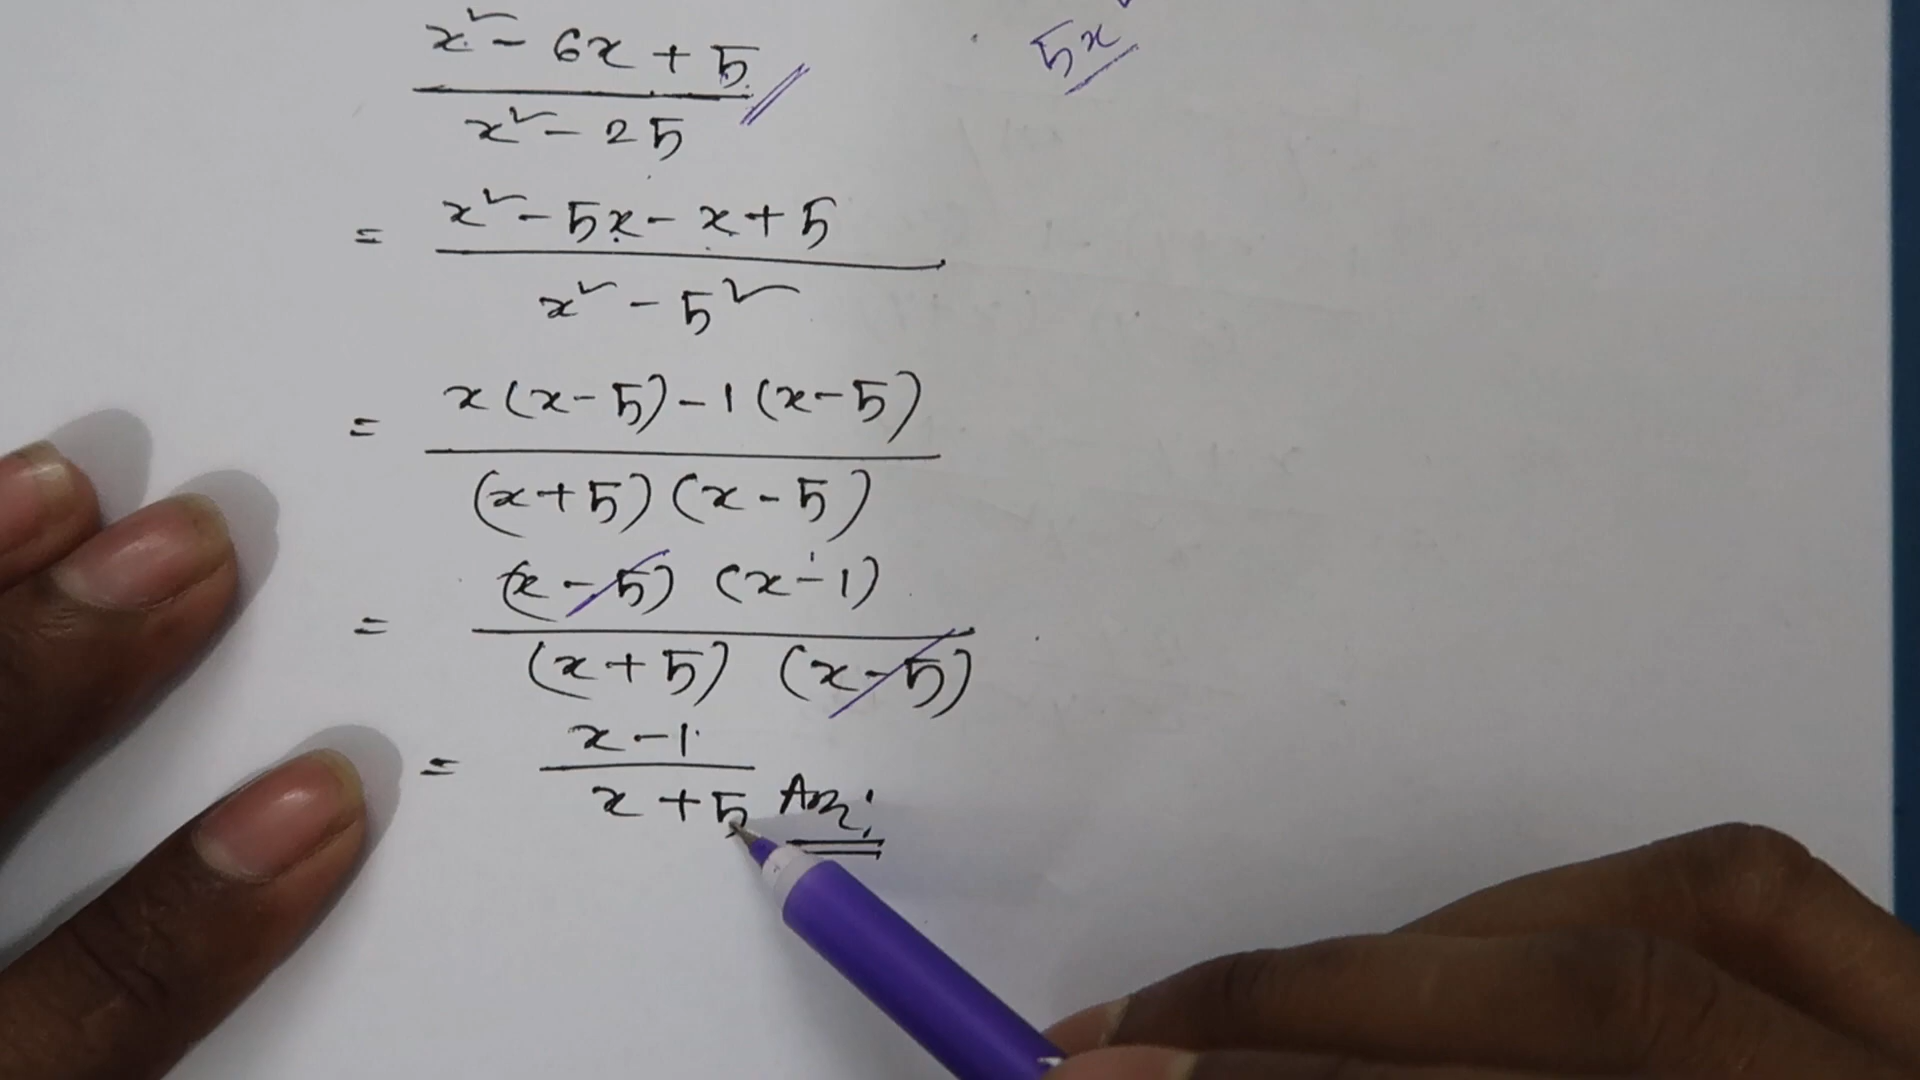 x² - 6x + 5
x² - 25
5x²
= x² - 5x - x + 5
x² - 5²
= x(x-5) - 1(x-5)
(x+5)(x-5)
= (x-5) (x-1)
(x+5) (x-5)
= x-1
x+5 Ans: